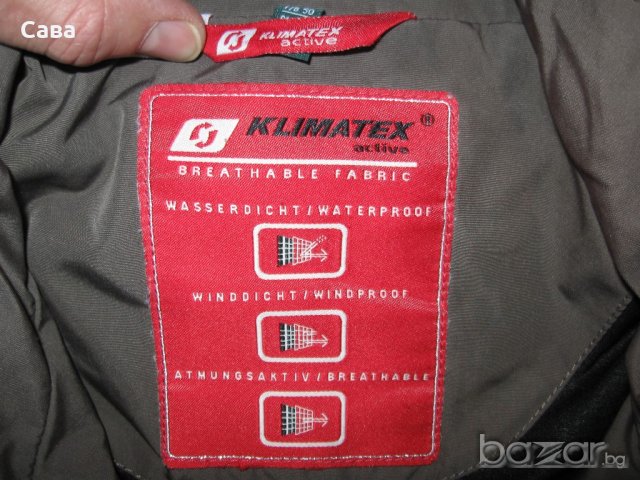 Сава
KLIMATEX
active
KLIMATEX ®
active
BREATHABLE FABRIC
WASSERDICHT/WATERPROOF
WINDDICHT/WINDPROOF
ATMUNGSAKTIV/BREATHABLE
bazar.bg